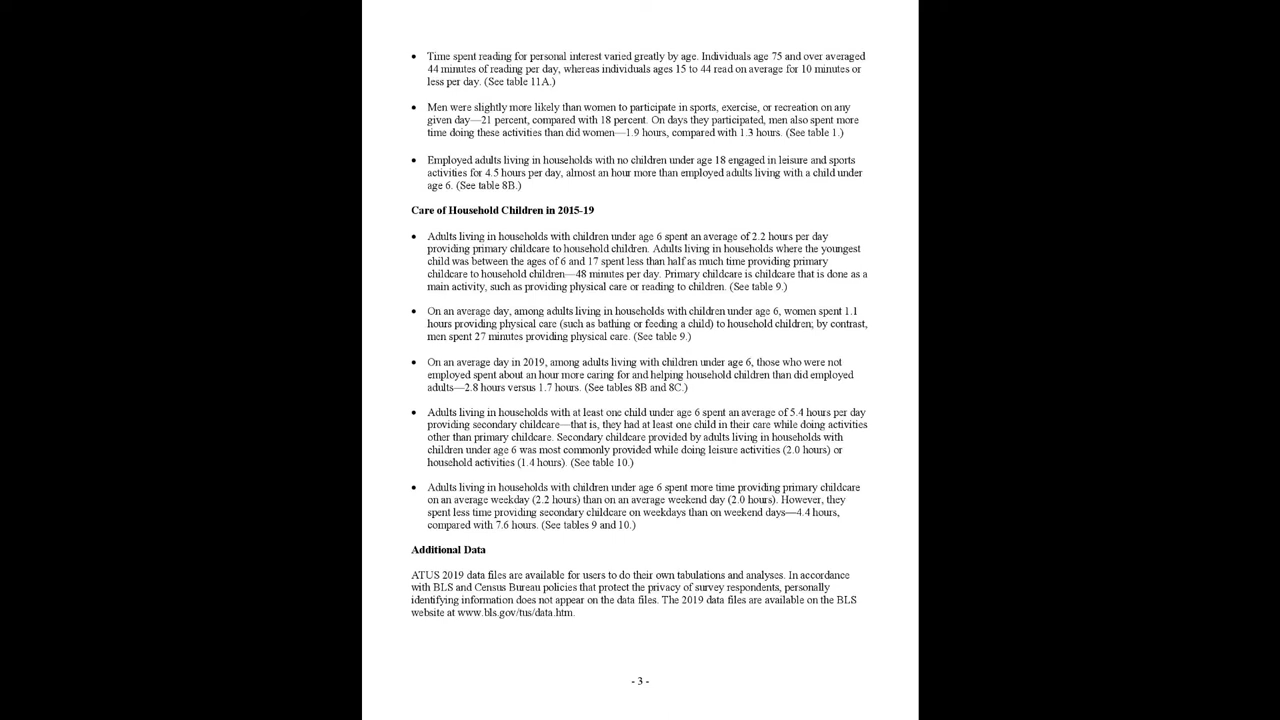 • Time spent reading for personal interest varied greatly by age. Individuals age 75 and over averaged
44 minutes of reading per day, whereas individuals ages 15 to 44 read on average for 10 minutes or
less per day. (See table 11A.)
• Men were slightly more likely than women to participate in sports, exercise, or recreation on any
given day—21 percent, compared with 18 percent. On days they participated, men also spent more
time doing these activities than did women—1.9 hours, compared with 1.3 hours. (See table 1.)
• Employed adults living in households with no children under age 18 engaged in leisure and sports
activities for 4.5 hours per day, almost an hour more than employed adults living with a child under
age 6. (See table 8B.)
Care of Household Children in 2015-19
• Adults living in households with children under age 6 spent an average of 2.2 hours per day
providing primary childcare to household children. Adults living in households where the youngest
child was between the ages of 6 and 17 spent less than half as much time providing primary
childcare to household children—48 minutes per day. Primary childcare is childcare that is done as a
main activity, such as providing physical care or reading to children. (See table 9.)
• On an average day, among adults living in households with children under age 6, women spent 1.1
hours providing physical care (such as bathing or feeding a child) to household children; by contrast,
men spent 27 minutes providing physical care. (See table 9.)
• On an average day in 2019, among adults living with children under age 6, those who were not
employed spent about an hour more caring for and helping household children than did employed
adults—2.8 hours versus 1.7 hours. (See tables 8B and 8C.)
• Adults living in households with at least one child under age 6 spent an average of 5.4 hours per day
providing secondary childcare—that is, they had at least one child in their care while doing activities
other than primary childcare. Secondary childcare provided by adults living in households with
children under age 6 was most commonly provided while doing leisure activities (2.0 hours) or
household activities (1.4 hours). (See table 10.)
• Adults living in households with children under age 6 spent more time providing primary childcare
on an average weekday (2.2 hours) than on an average weekend day (2.0 hours). However, they
spent less time providing secondary childcare on weekdays than on weekend days—4.4 hours,
compared with 7.6 hours. (See tables 9 and 10.)
Additional Data
ATUS 2019 data files are available for users to do their own tabulations and analyses. In accordance
with BLS and Census Bureau policies that protect the privacy of survey respondents, personally
identifying information does not appear on the data files. The 2019 data files are available on the BLS
website at www.bls.gov/tus/data.htm.
- 3 -